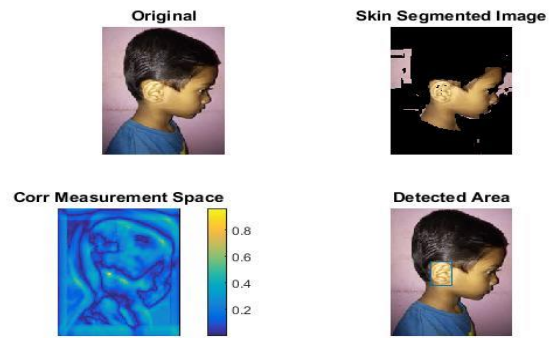 Original
Skin Segmented Image
Corr Measurement Space
0.8
0.6
0.4
0.2
Detected Area